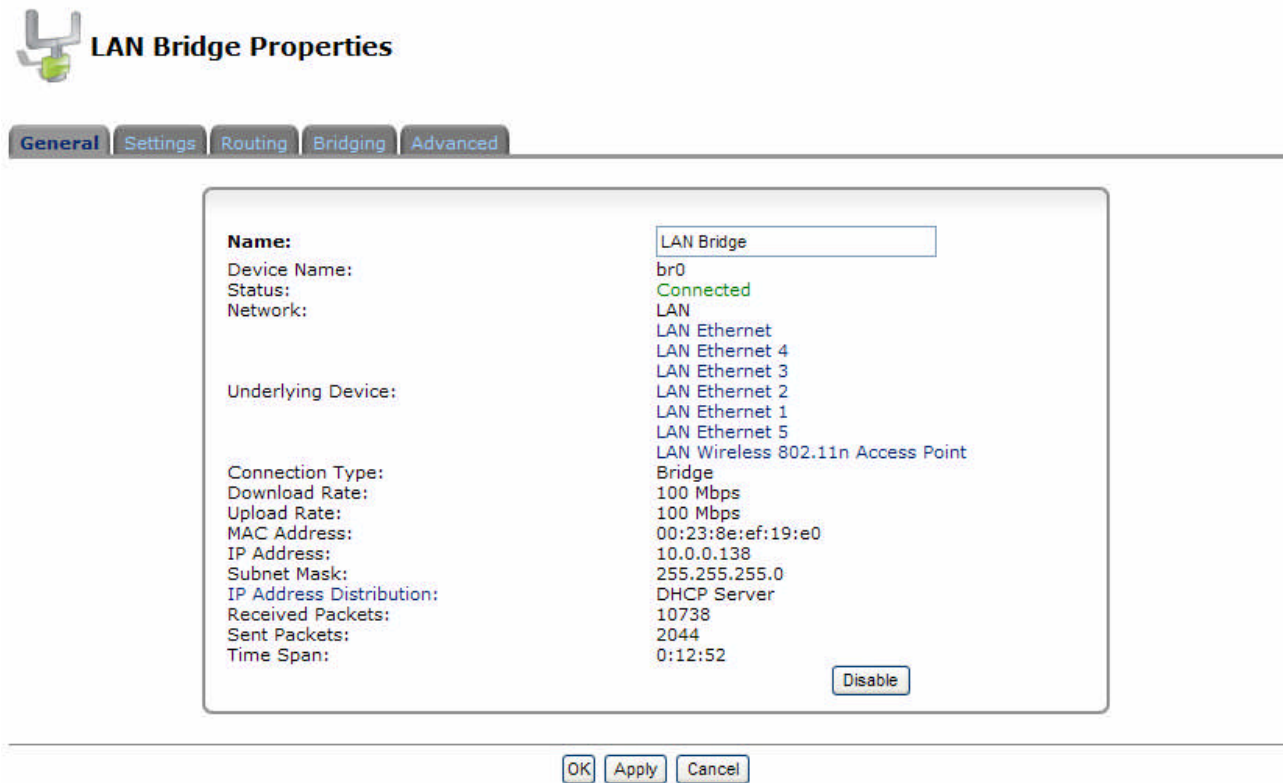 LAN Bridge Properties
General Settings Routing Bridging Advanced
Name: LAN Bridge
Device Name: br0
Status: Connected
Network: LAN
LAN Ethernet
LAN Ethernet 4
LAN Ethernet 3
Underlying Device: LAN Ethernet 2
LAN Ethernet 1
LAN Ethernet 5
LAN Wireless 802.11n Access Point
Connection Type: Bridge
Download Rate: 100 Mbps
Upload Rate: 100 Mbps
MAC Address: 00:23:8e:ef:19:e0
IP Address: 10.0.0.138
Subnet Mask: 255.255.255.0
IP Address Distribution: DHCP Server
Received Packets: 10738
Sent Packets: 2044
Time Span: 0:12:52
Disable
OK Apply Cancel